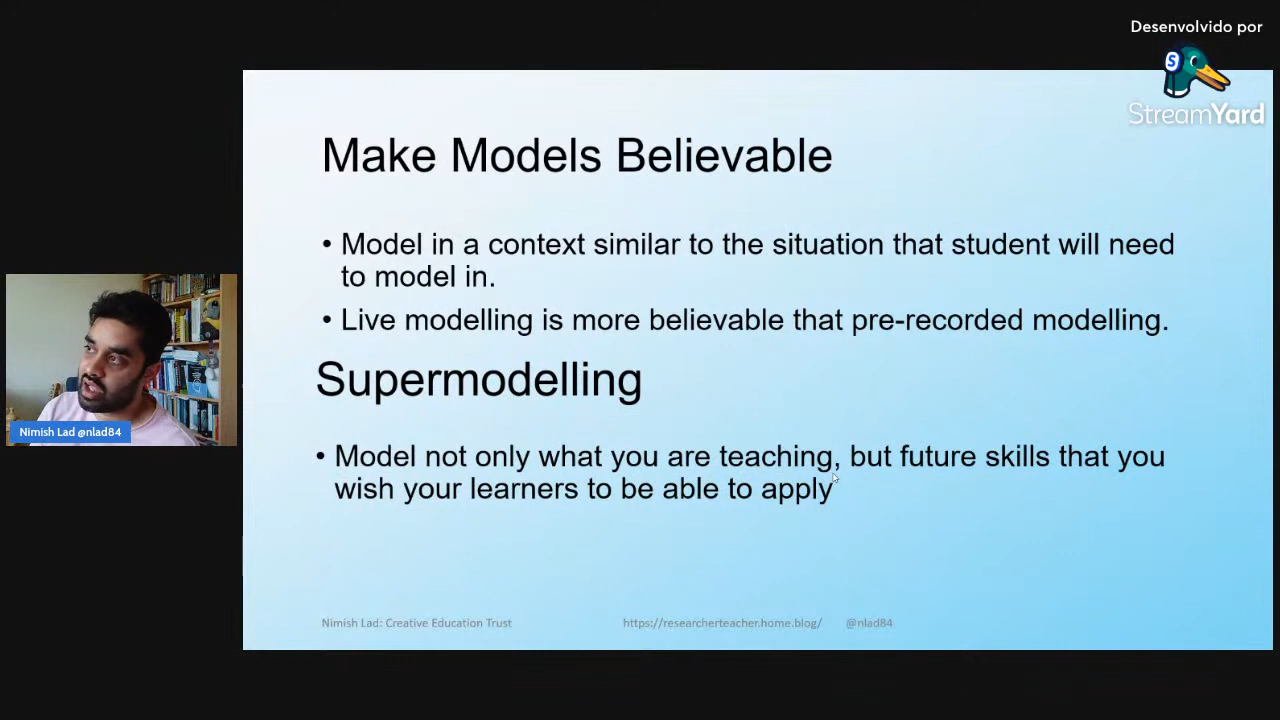 Desenvolvido por
StreamYard
Make Models Believable
• Model in a context similar to the situation that student will need
to model in.
• Live modelling is more believable that pre-recorded modelling.
Supermodelling
• Model not only what you are teaching, but future skills that you
wish your learners to be able to apply
Nimish Lad @nlad84
Nimish Lad: Creative Education Trust
https://researcherteacher.home.blog/
@nlad84